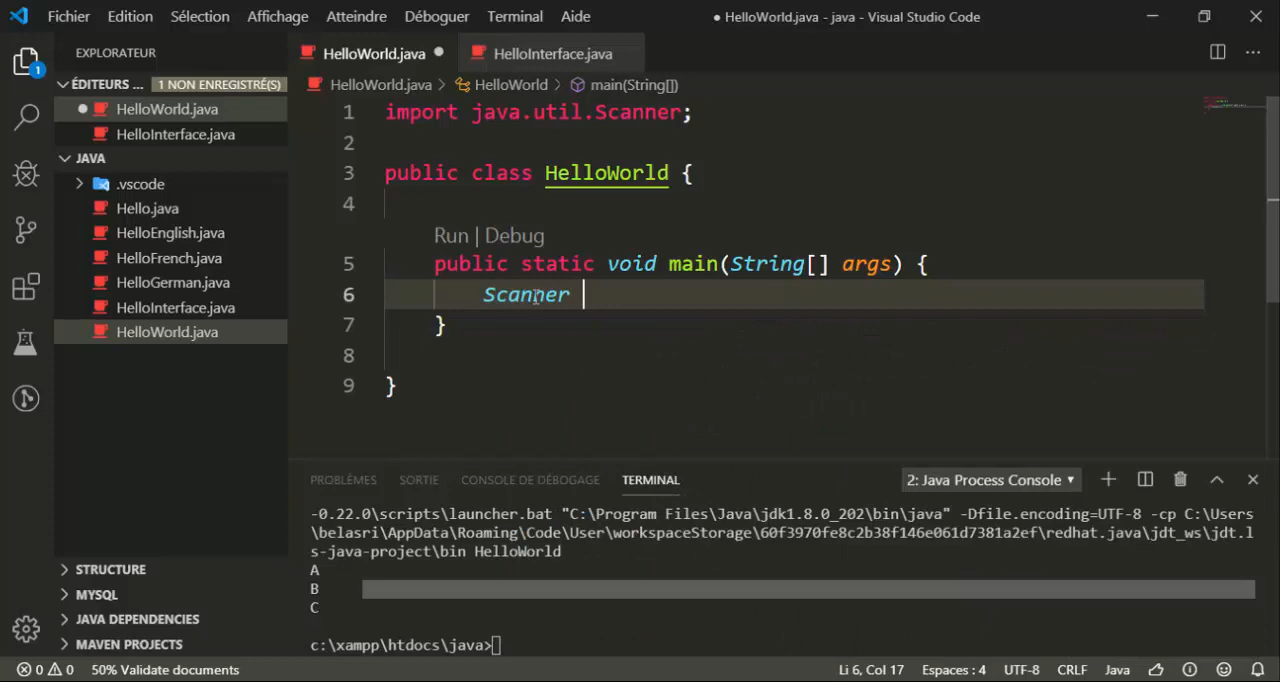 Fichier Edition Sélection Affichage Atteindre Déboguer Terminal Aide ● HelloWorld.java - java - Visual Studio Code
EXPLORATEUR
ÉDITEURS ... 1 NON ENREGISTRÉ(S)
HelloWorld.java
HelloInterface.java
JAVA
.vscode
Hello.java
HelloEnglish.java
HelloFrench.java
HelloGerman.java
HelloInterface.java
HelloWorld.java
STRUCTURE
MYSQL
JAVA DEPENDENCIES
MAVEN PROJECTS
1
HelloWorld.java ● HelloInterface.java
HelloWorld.java > HelloWorld > main(String[])
1 import java.util.Scanner;
2
3 public class HelloWorld {
4
Run | Debug
5 public static void main(String[] args) {
6 Scanner
7 }
8
9 }
PROBLÈMES SORTIE CONSOLE DE DÉBOGAGE TERMINAL 2: Java Process Console
-0.22.0\scripts\launcher.bat "C:\Program Files\Java\jdk1.8.0_202\bin\java" -Dfile.encoding=UTF-8 -cp C:\Users
\belasri\AppData\Roaming\Code\User\workspaceStorage\60f3970fe8c2b38f146e061d7381a2ef\redhat.java\jdt_ws\jdt.l
s-java-project\bin HelloWorld
A
B
C
c:\xampp\htdocs\java>
0 0 50% Validate documents Li 6, Col 17 Espaces : 4 UTF-8 CRLF Java